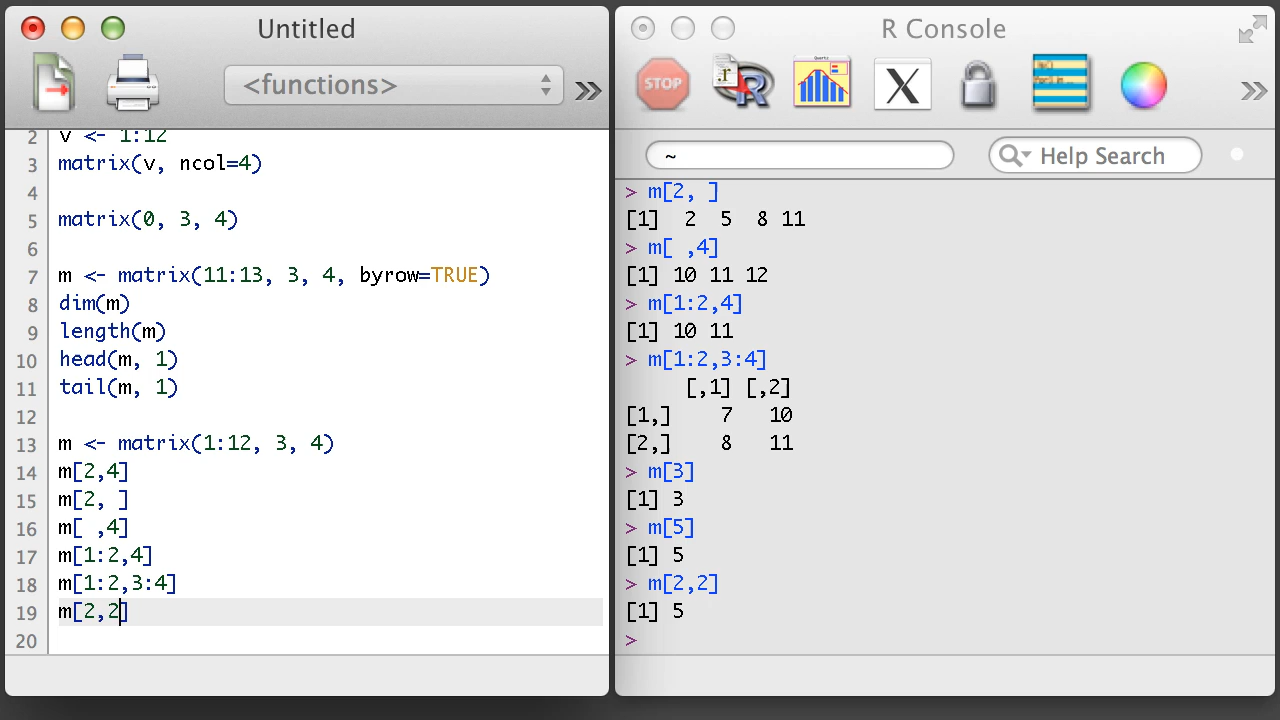 Untitled
<functions>
2 v <- 1:12
3 matrix(v, ncol=4)
4
5 matrix(0, 3, 4)
6
7 m <- matrix(11:13, 3, 4, byrow=TRUE)
8 dim(m)
9 length(m)
10 head(m, 1)
11 tail(m, 1)
12
13 m <- matrix(1:12, 3, 4)
14 m[2,4]
15 m[2, ]
16 m[ ,4]
17 m[1:2,4]
18 m[1:2,3:4]
19 m[2,2]
20
R Console
STOP
Quartz
r
R
X
~
Help Search
> m[2, ]
[1]  2  5  8 11
> m[ ,4]
[1] 10 11 12
> m[1:2,4]
[1] 10 11
> m[1:2,3:4]
     [,1] [,2]
[1,]    7   10
[2,]    8   11
> m[3]
[1] 3
> m[5]
[1] 5
> m[2,2]
[1] 5
>